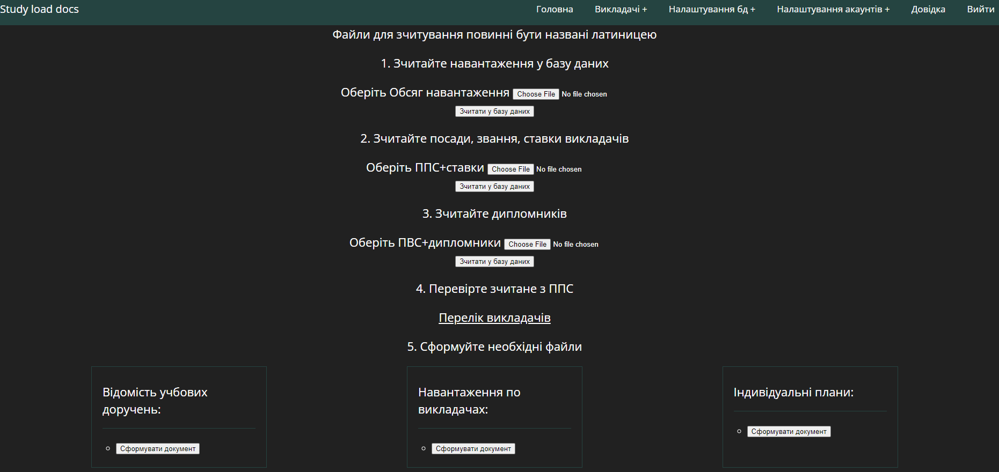 Study load docs
Головна Викладачі + Налаштування бд + Налаштування акаунтів + Довідка Вийти
Файли для зчитування повинні бути названі латиницею
1. Зчитайте навантаження у базу даних
Оберіть Обсяг навантаження Choose File No file chosen
Зчитати у базу даних
2. Зчитайте посади, звання, ставки викладачів
Оберіть ППС+ставки Choose File No file chosen
Зчитати у базу даних
3. Зчитайте дипломників
Оберіть ПВС+дипломники Choose File No file chosen
Зчитати у базу даних
4. Перевірте зчитане з ППС
Перелік викладачів
5. Сформуйте необхідні файли
Відомість учбових
доручень:
Сформувати документ
Навантаження по
викладачах:
Сформувати документ
Індивідуальні плани:
Сформувати документ